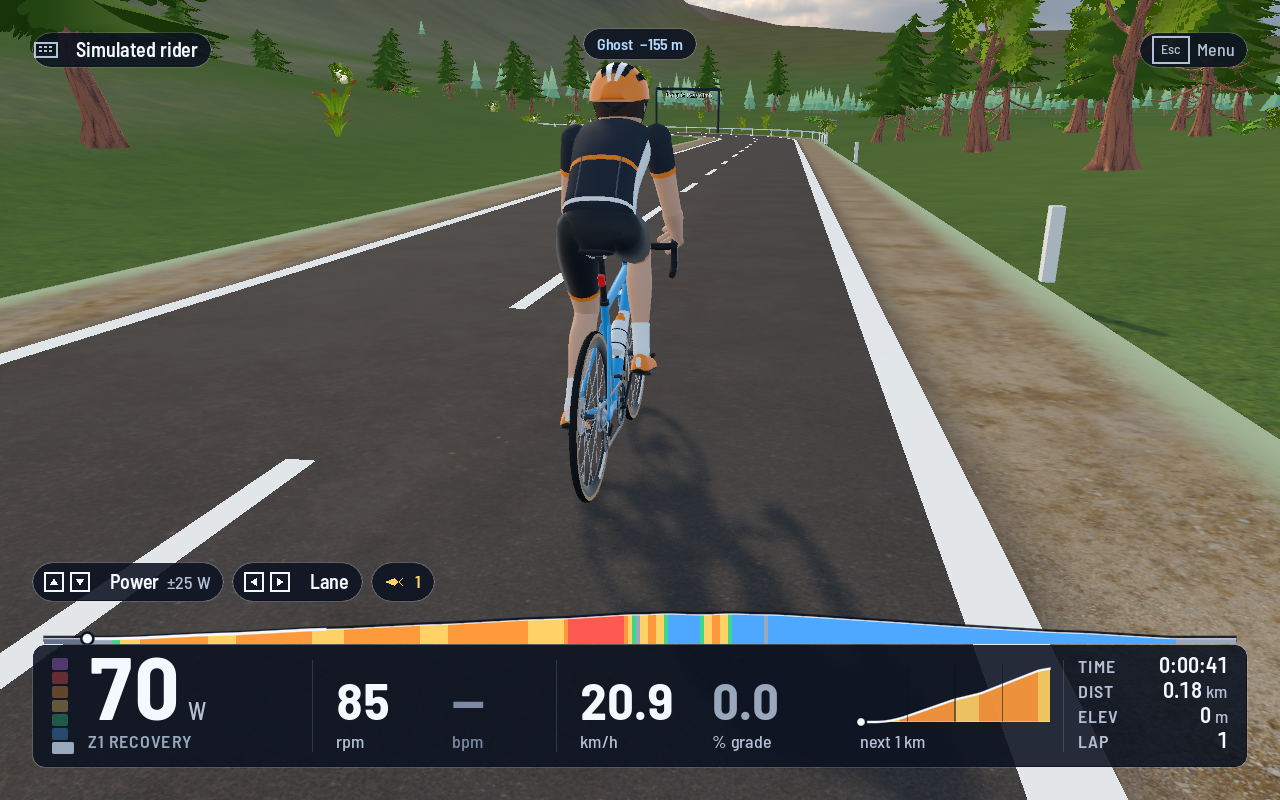 Simulated rider
Ghost −155 m
Esc Menu
Power ±25 W
Lane
1
70 W
Z1 RECOVERY
85
rpm
–
bpm
20.9
km/h
0.0
% grade
next 1 km
TIME 0:00:41
DIST 0.18 km
ELEV 0 m
LAP 1